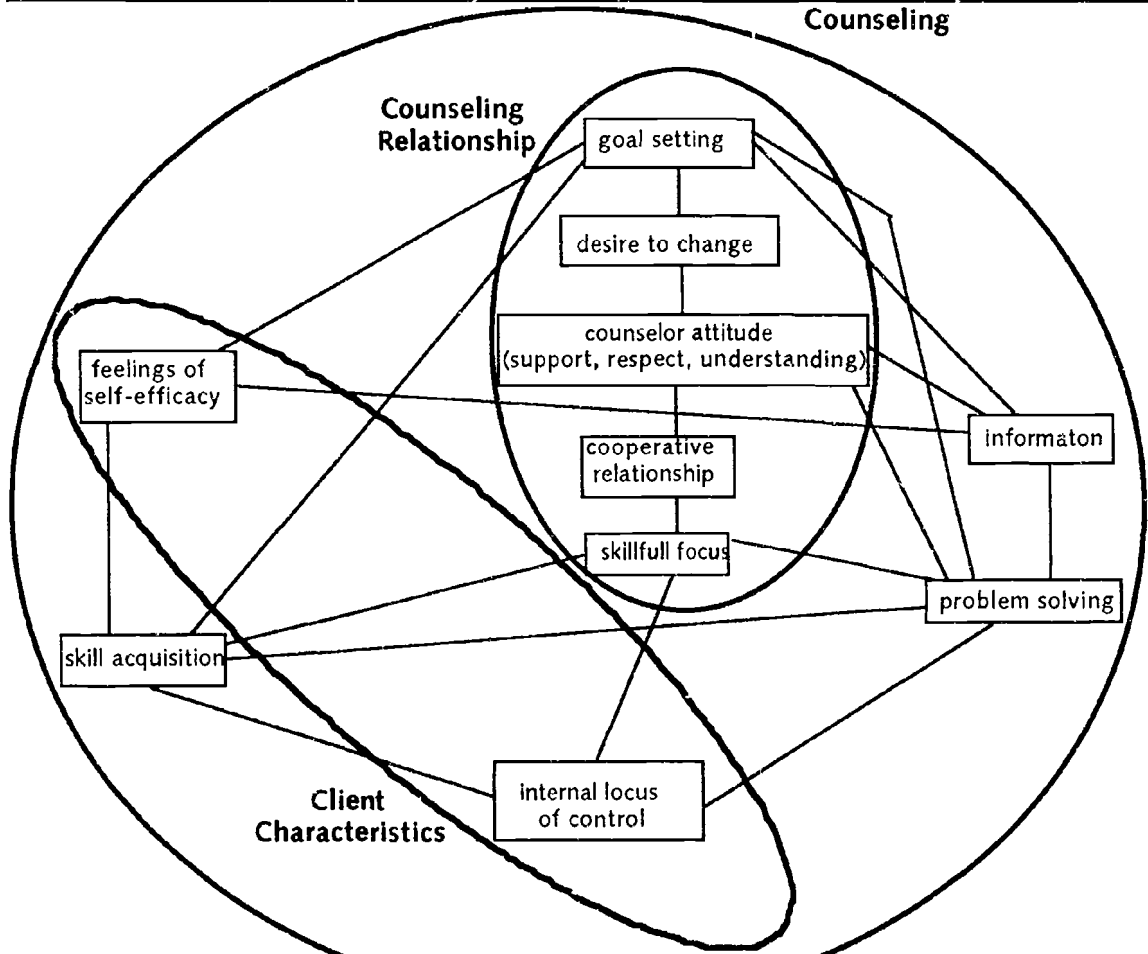 Counseling
Counseling
Relationship
goal setting
desire to change
counselor attitude
(support, respect, understanding)
feelings of
self-efficacy
informaton
cooperative
relationship
skillfull focus
problem solving
skill acquisition
internal locus
of control
Client
Characteristics